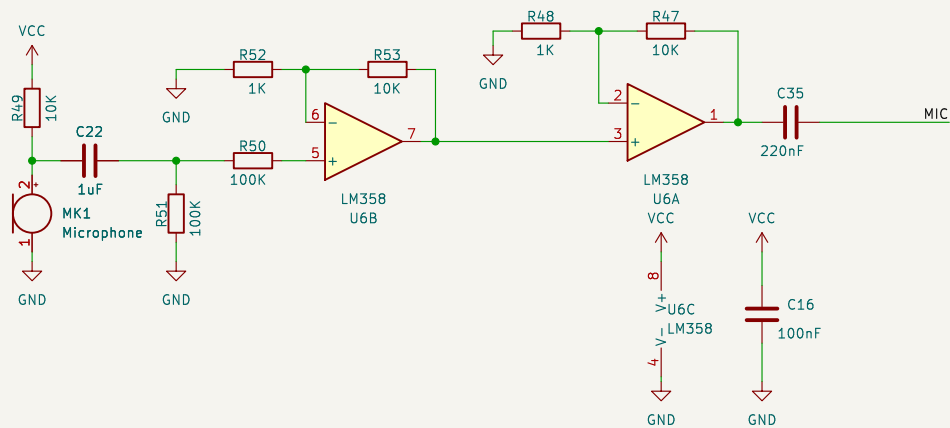 VCC
R49
10K
C22
1uF
2
+
1
MK1
Microphone
GND
R52
1K
GND
R53
10K
R50
100K
R51
100K
GND
6
5
7
−
+
LM358
U6B
R48
1K
GND
R47
10K
2
3
1
−
+
LM358
U6A
C35
220nF
MIC
VCC
8
V+
U6C
LM358
V−
4
GND
VCC
C16
100nF
GND